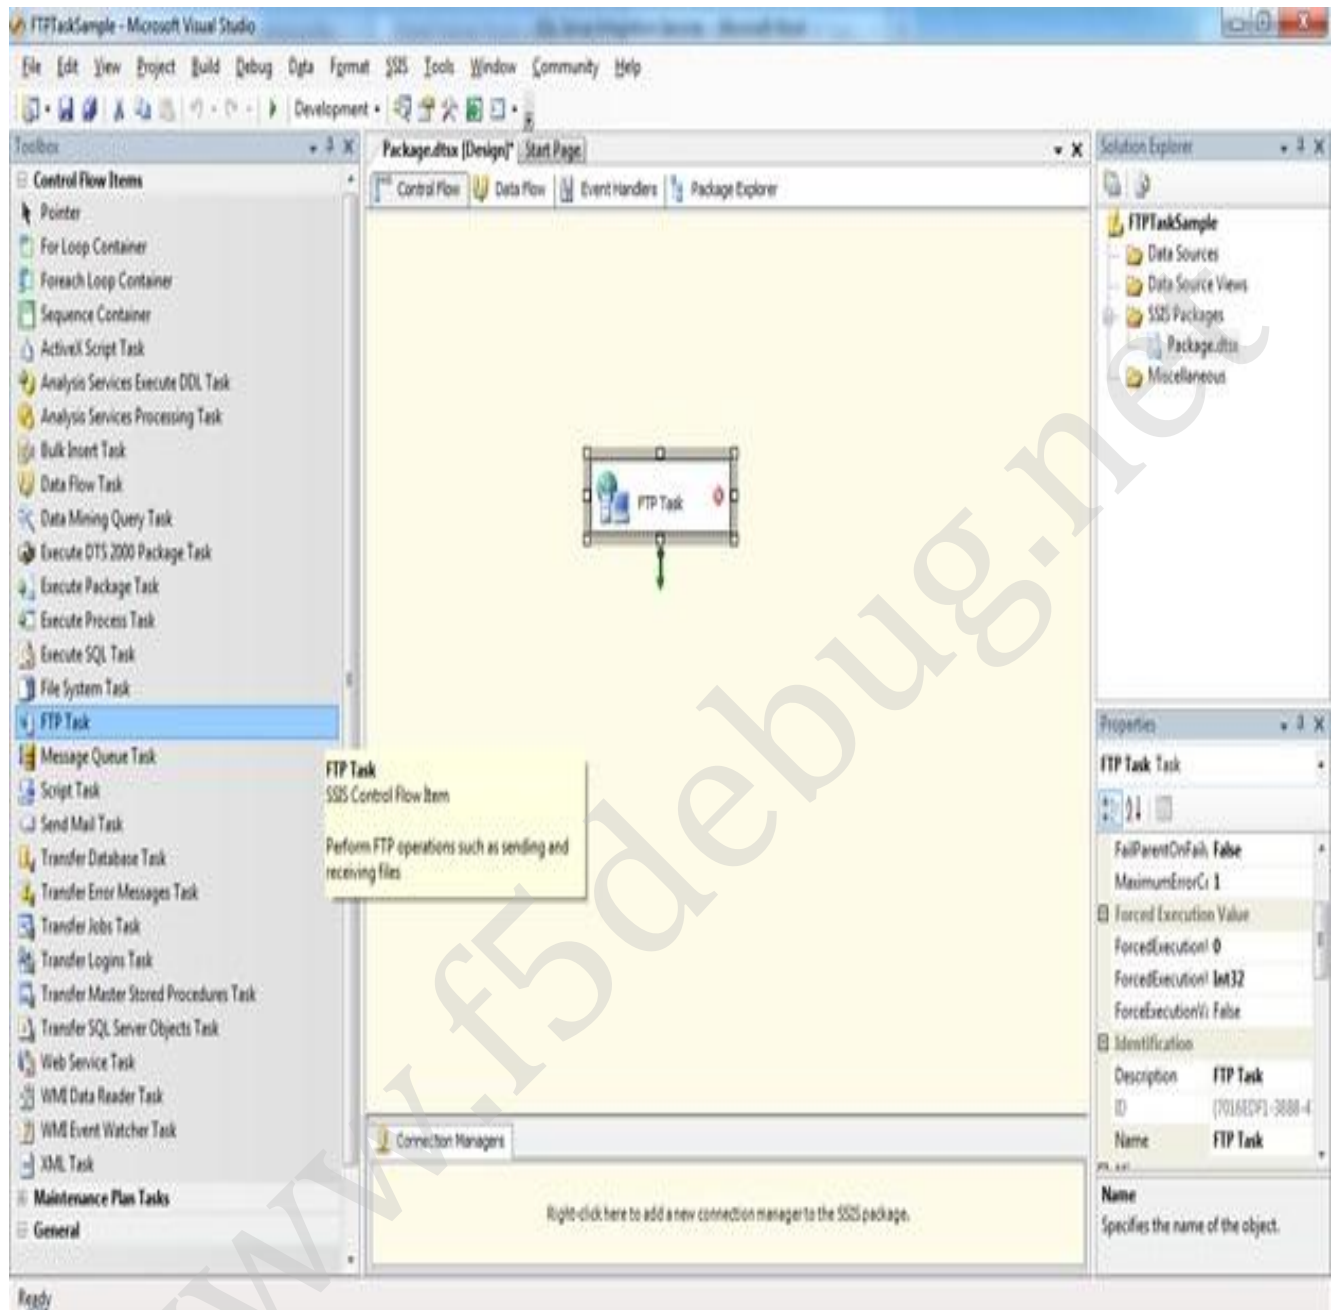 FTPTaskSample - Microsoft Visual Studio
File Edit View Project Build Debug Data Format SSIS Tools Window Community Help
Development
Toolbox
Control Flow Items
Pointer
For Loop Container
Foreach Loop Container
Sequence Container
ActiveX Script Task
Analysis Services Execute DDL Task
Analysis Services Processing Task
Bulk Insert Task
Data Flow Task
Data Mining Query Task
Execute DTS 2000 Package Task
Execute Package Task
Execute Process Task
Execute SQL Task
File System Task
FTP Task
Message Queue Task
Script Task
Send Mail Task
Transfer Database Task
Transfer Error Messages Task
Transfer Jobs Task
Transfer Logins Task
Transfer Master Stored Procedures Task
Transfer SQL Server Objects Task
Web Service Task
WMI Data Reader Task
WMI Event Watcher Task
XML Task
Maintenance Plan Tasks
General
Package.dtsx [Design]* Start Page
Control Flow Data Flow Event Handlers Package Explorer
FTP Task
FTP Task
SSIS Control Flow Item
Perform FTP operations such as sending and
receiving files
Connection Managers
Right-click here to add a new connection manager to the SSIS package.
Solution Explorer
FTPTaskSample
Data Sources
Data Source Views
SSIS Packages
Package.dtsx
Miscellaneous
Properties
FTP Task Task
FailParentOnFail False
MaximumErrorC 1
Forced Execution Value
ForcedExecution 0
ForcedExecution Int32
ForceExecutionV False
Identification
Description FTP Task
ID {7016EDF1-3888-4
Name FTP Task
Name
Specifies the name of the object.
Ready
www.f5debug.net